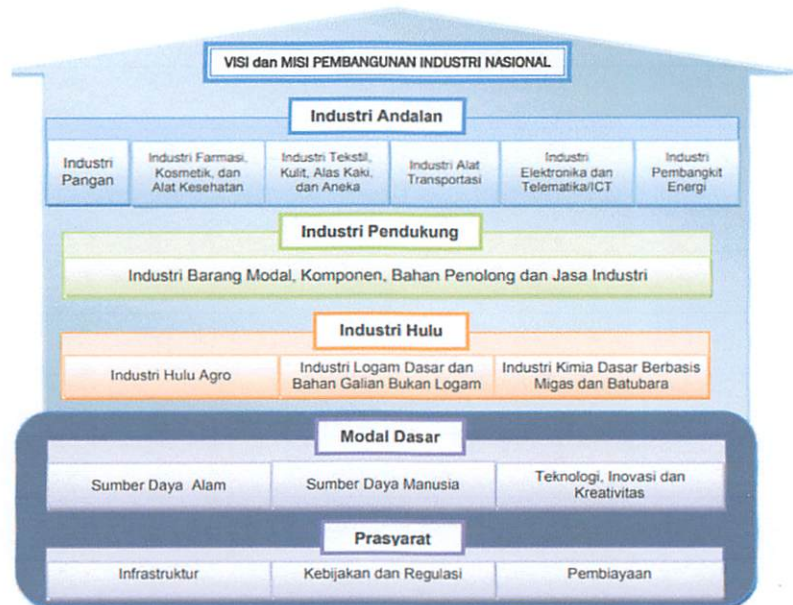 VISI dan MISI PEMBANGUNAN INDUSTRI NASIONAL
Industri Andalan
Industri
Pangan
Industri Farmasi,
Kosmetik, dan
Alat Kesehatan
Industri Tekstil,
Kulit, Alas Kaki,
dan Aneka
Industri Alat
Transportasi
Industri
Elektronika dan
Telematika/ICT
Industri
Pembangkit
Energi
Industri Pendukung
Industri Barang Modal, Komponen, Bahan Penolong dan Jasa Industri
Industri Hulu
Industri Hulu Agro
Industri Logam Dasar dan
Bahan Galian Bukan Logam
Industri Kimia Dasar Berbasis
Migas dan Batubara
Modal Dasar
Sumber Daya Alam
Sumber Daya Manusia
Teknologi, Inovasi dan
Kreativitas
Prasyarat
Infrastruktur
Kebijakan dan Regulasi
Pembiayaan